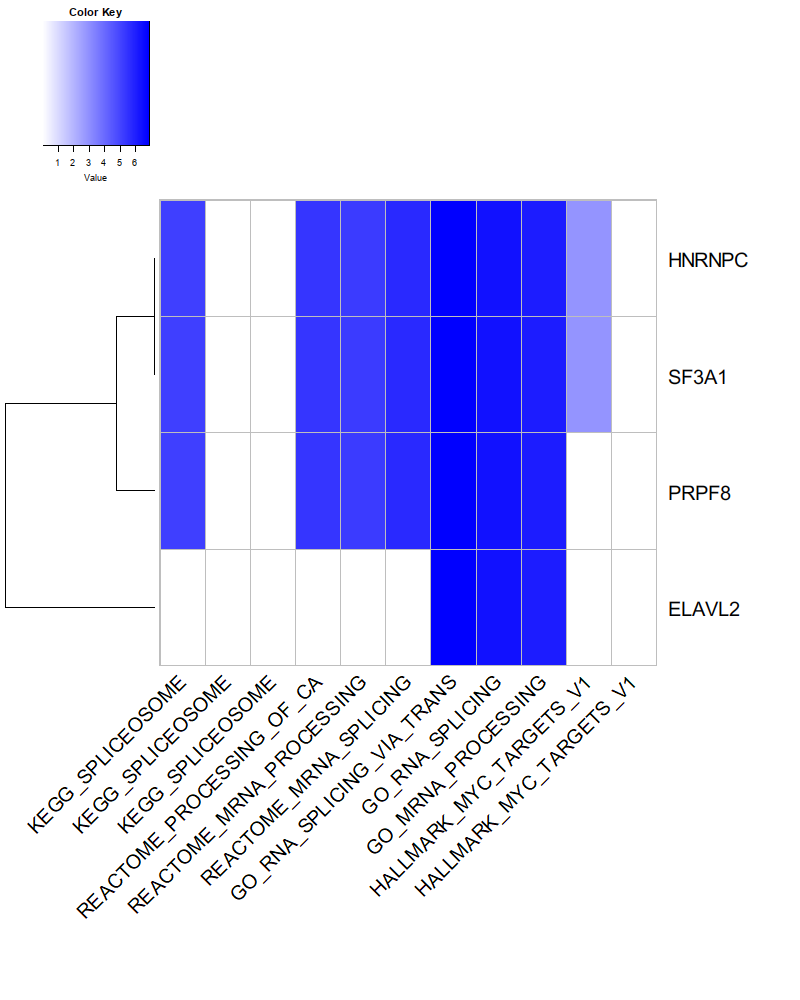 Color Key
1 2 3 4 5 6
Value
HNRNPC
SF3A1
PRPF8
ELAVL2
KEGG_SPLICEOSOME
KEGG_SPLICEOSOME
KEGG_SPLICEOSOME
REACTOME_PROCESSING_OF_CA
REACTOME_MRNA_PROCESSING
REACTOME_MRNA_SPLICING
GO_RNA_SPLICING_VIA_TRANS
GO_RNA_SPLICING
GO_MRNA_PROCESSING
HALLMARK_MYC_TARGETS_V1
HALLMARK_MYC_TARGETS_V1